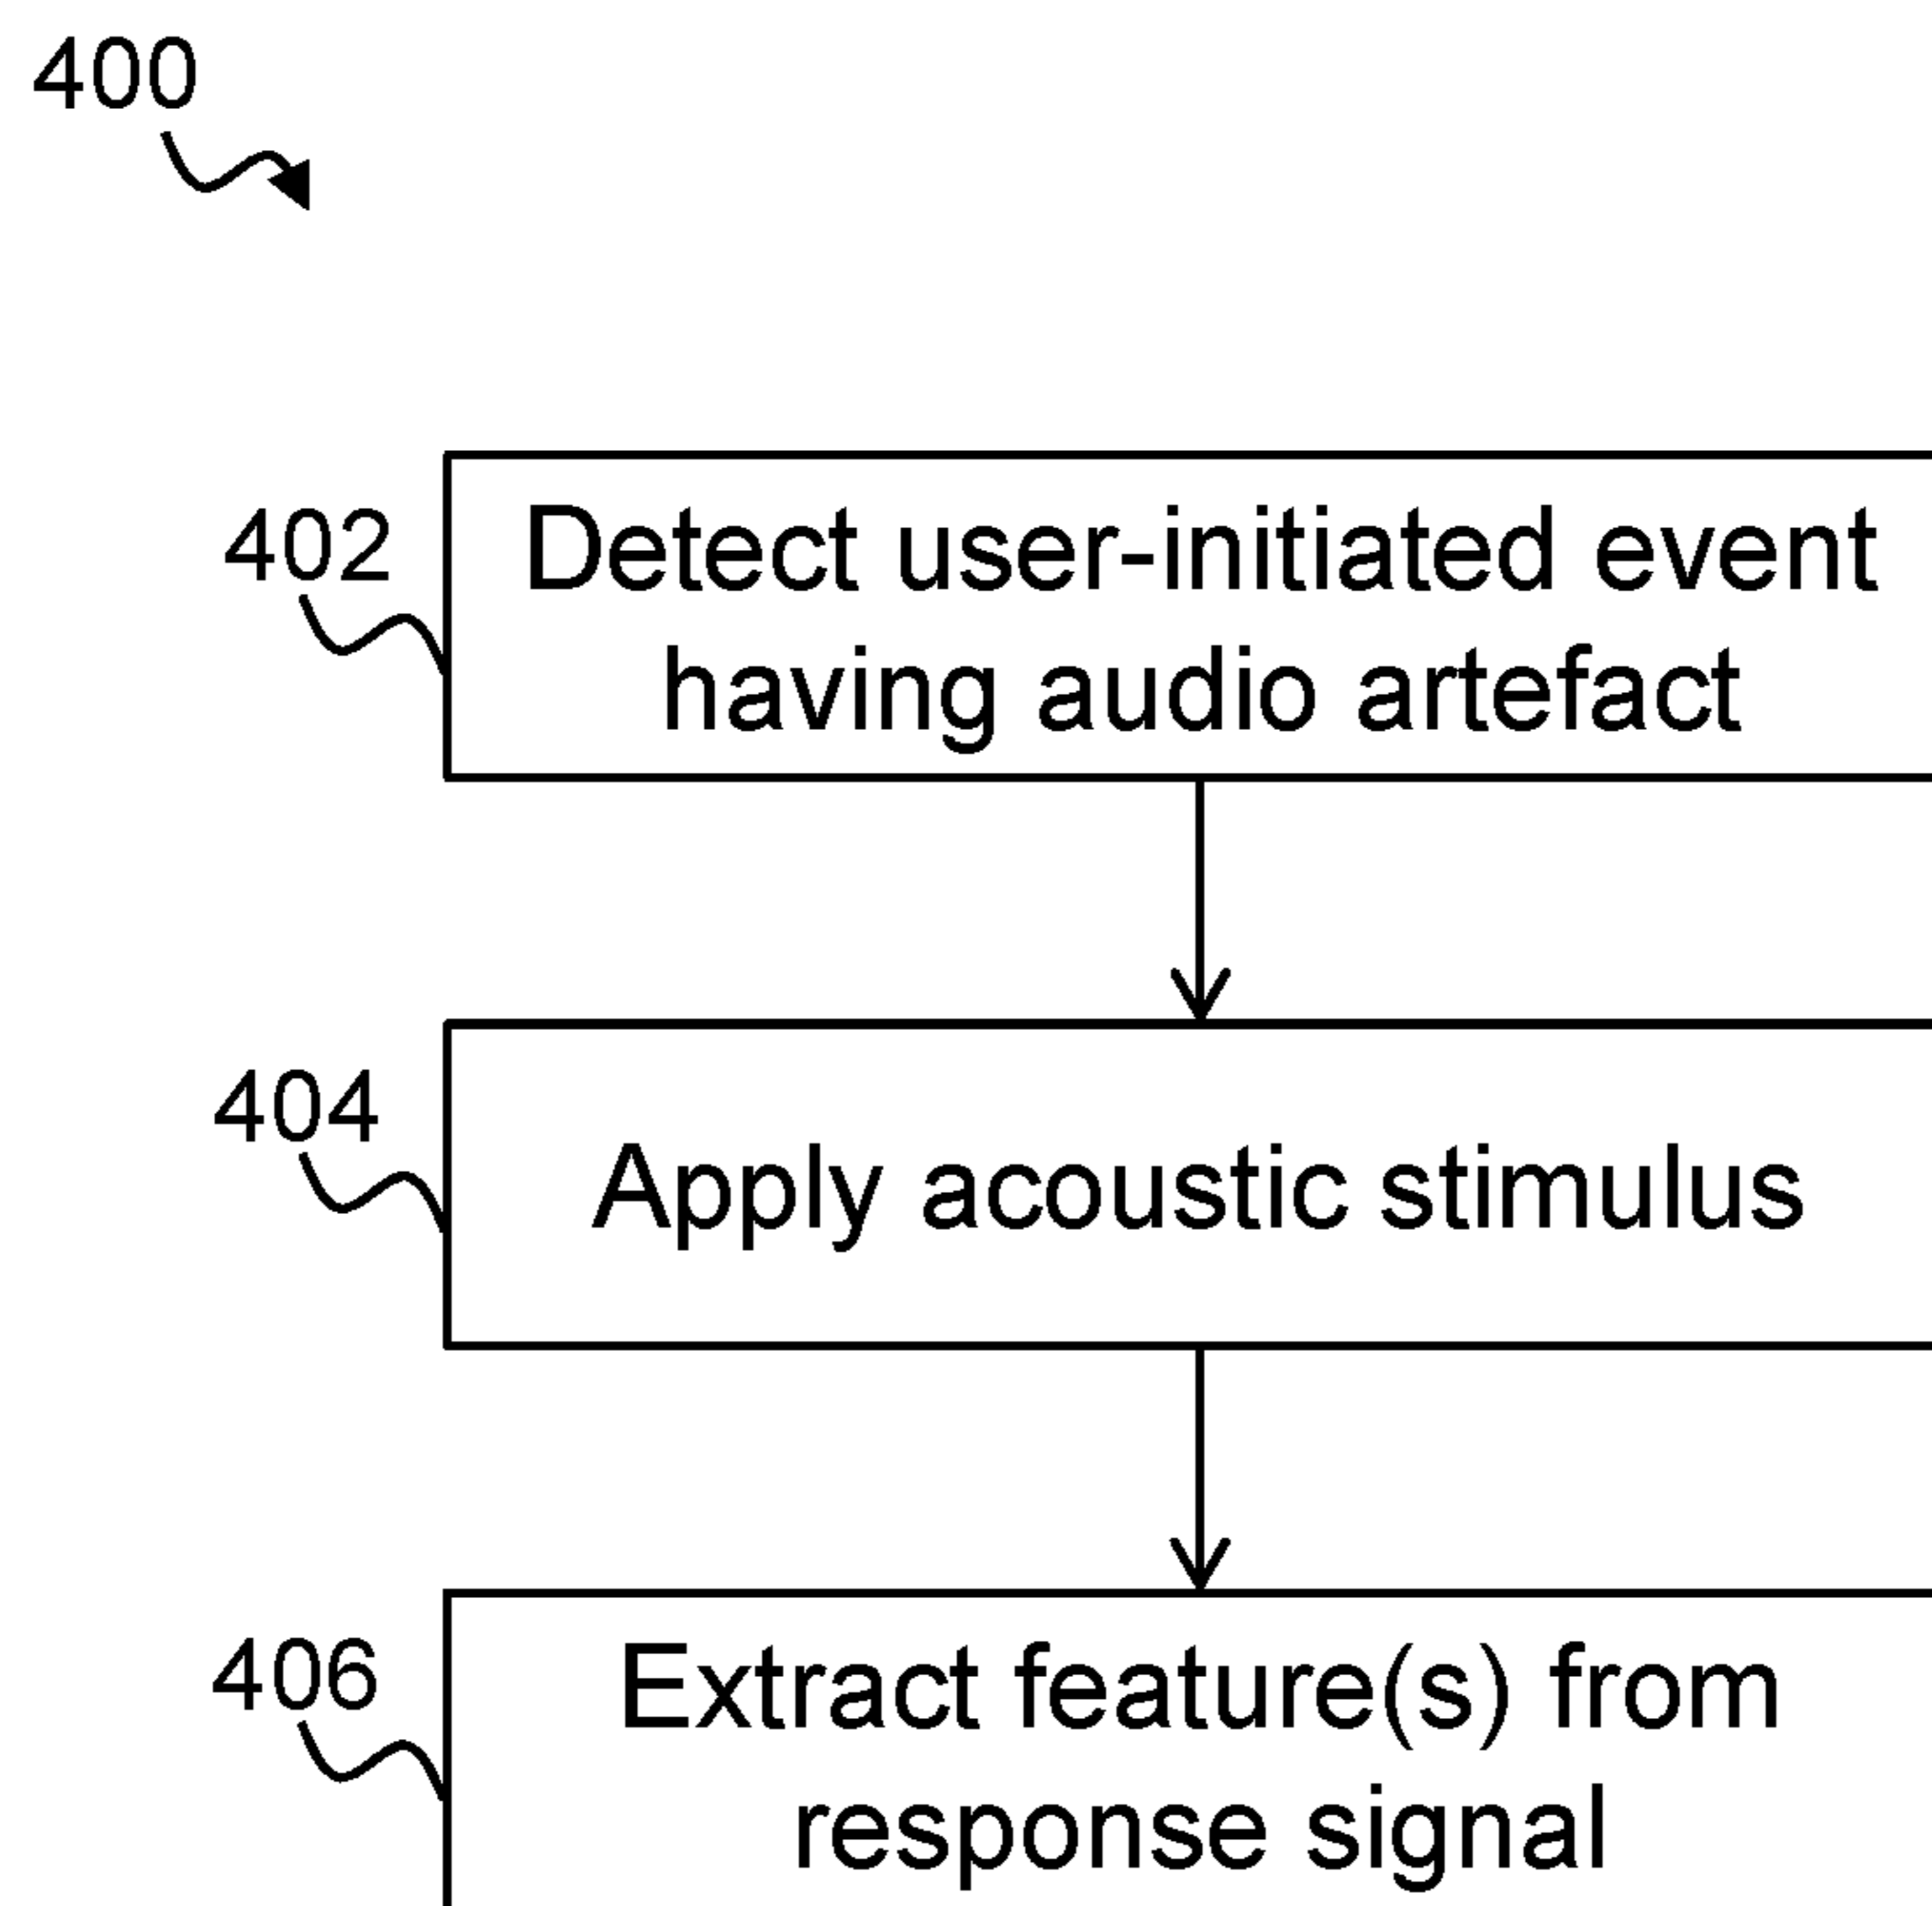 400
402
Detect user-initiated event
having audio artefact
404
Apply acoustic stimulus
406
Extract feature(s) from
response signal